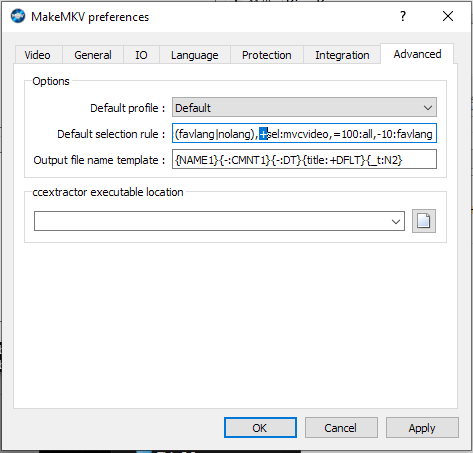 MakeMKV preferences
Video General IO Language Protection Integration Advanced
Options
Default profile : Default
Default selection rule : (favlang|nolang),+sel:mvcvideo,=100:all,-10:favlang
Output file name template : {NAME1}{-:CMNT1}{-:DT}{title:+DFLT}{_t:N2}
ccextractor executable location
OK Cancel Apply